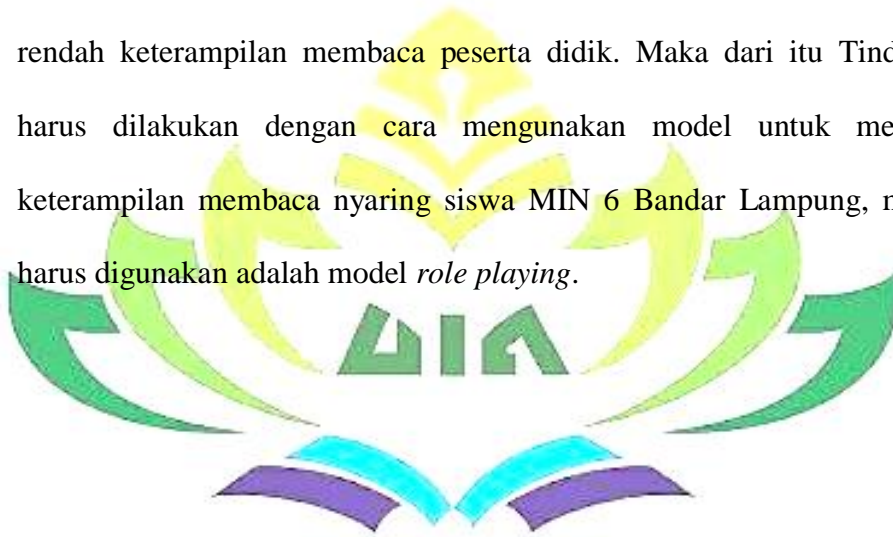 rendah keterampilan membaca peserta didik. Maka dari itu Tind
harus dilakukan dengan cara mengunakan model untuk me
keterampilan membaca nyaring siswa MIN 6 Bandar Lampung, m
harus digunakan adalah model role playing.
UIN